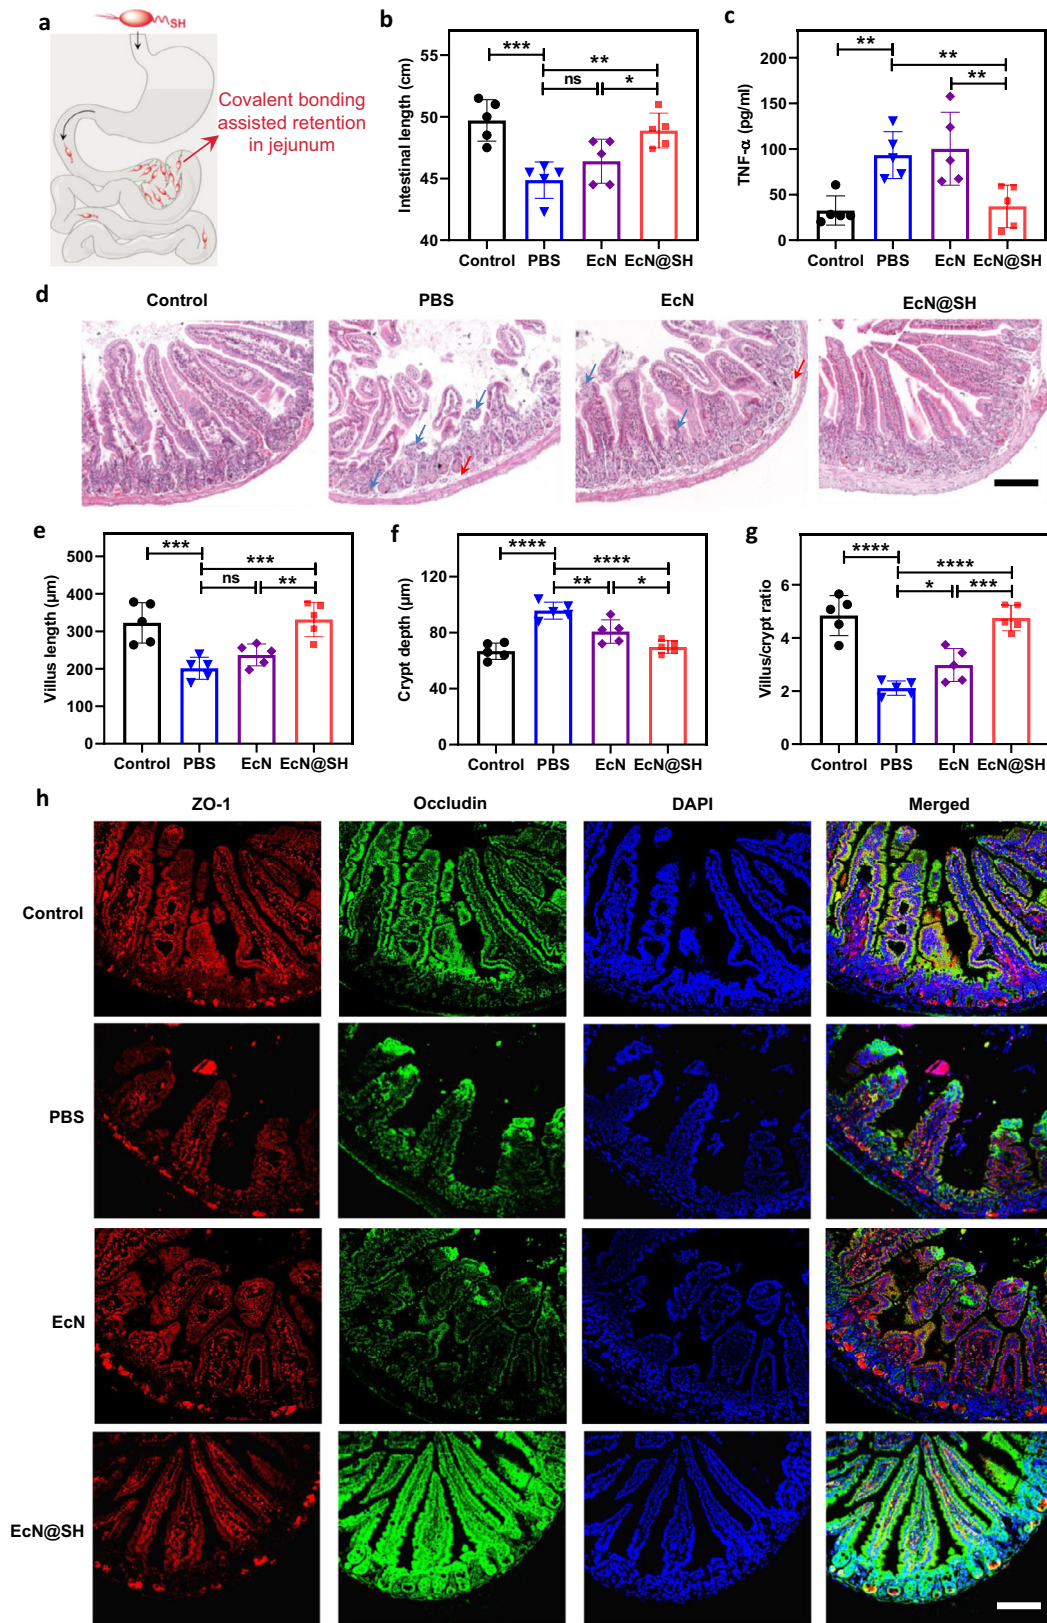 a
SH
Covalent bonding
assisted retention
in jejunum
b
Intestinal length (cm)
55
50
45
40
***
**
ns
*
Control
PBS
EcN
EcN@SH
c
TNF-α (pg/ml)
200
150
100
50
0
**
**
**
Control
PBS
EcN
EcN@SH
d
Control
PBS
EcN
EcN@SH
e
Villus length (μm)
500
400
300
200
100
0
***
***
ns
**
Control
PBS
EcN
EcN@SH
f
Crypt depth (μm)
120
80
40
0
****
****
**
*
Control
PBS
EcN
EcN@SH
g
Villus/crypt ratio
6
4
2
0
****
****
*
***
Control
PBS
EcN
EcN@SH
h
ZO-1
Occludin
DAPI
Merged
Control
PBS
EcN
EcN@SH